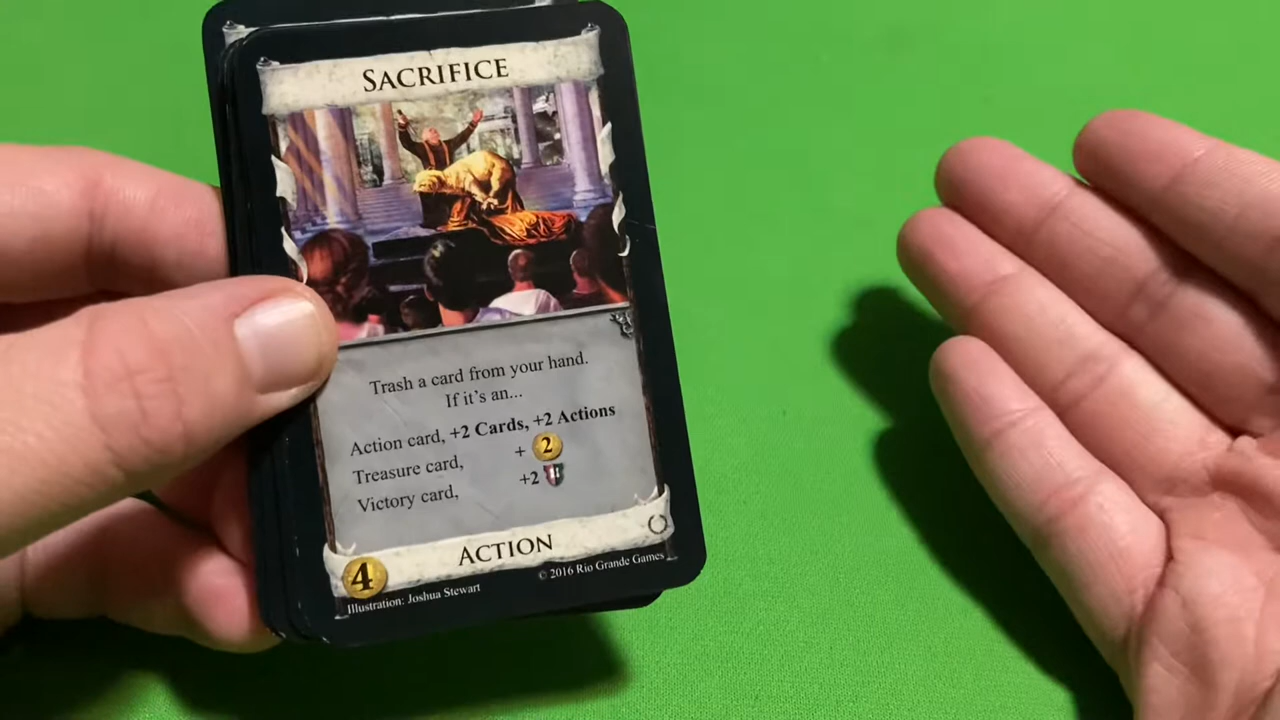 SACRIFICE
Trash a card from your hand.
If it's an...
Action card, +2 Cards, +2 Actions
Treasure card, + 2
Victory card, +2
ACTION
4
Illustration: Joshua Stewart © 2016 Rio Grande Games